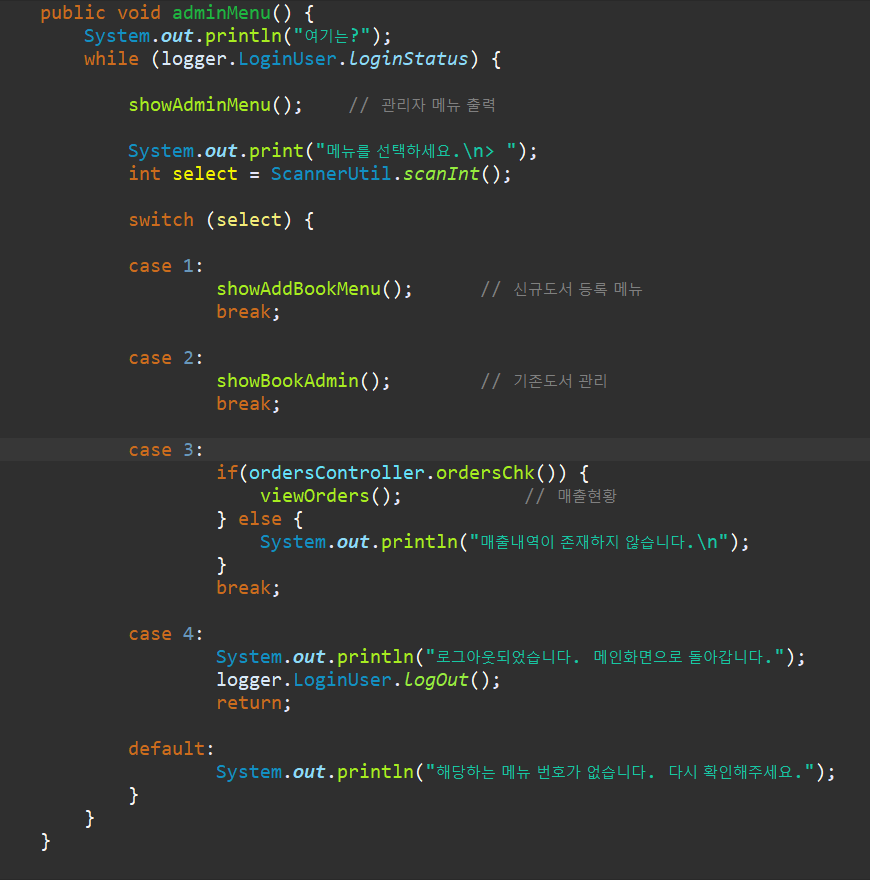 public void adminMenu() {
System.out.println("여기는?");
while (logger.LoginUser.loginStatus) {
showAdminMenu(); // 관리자 메뉴 출력
System.out.print("메뉴를 선택하세요.\n> ");
int select = ScannerUtil.scanInt();
switch (select) {
case 1:
showAddBookMenu(); // 신규도서 등록 메뉴
break;
case 2:
showBookAdmin(); // 기존도서 관리
break;
case 3:
if(ordersController.ordersChk()) {
viewOrders(); // 매출현황
} else {
System.out.println("매출내역이 존재하지 않습니다.\n");
}
break;
case 4:
System.out.println("로그아웃되었습니다. 메인화면으로 돌아갑니다.");
logger.LoginUser.logOut();
return;
default:
System.out.println("해당하는 메뉴 번호가 없습니다. 다시 확인해주세요.");
}
}
}